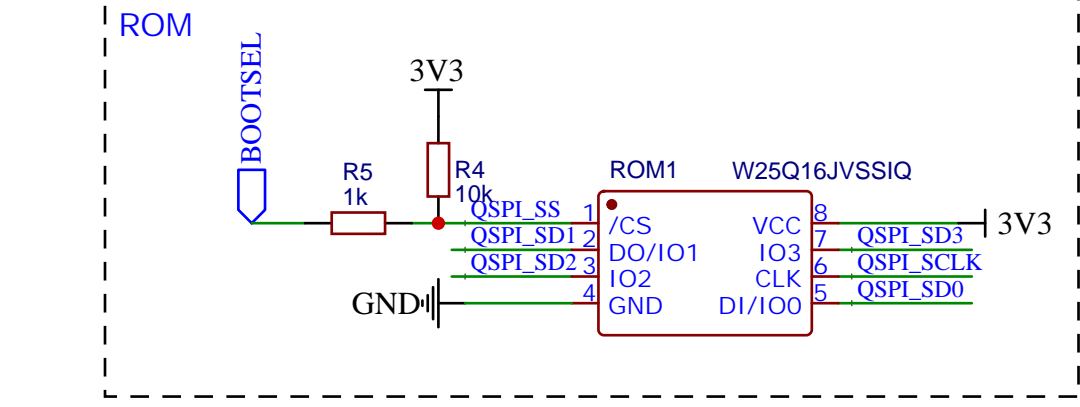 ROM
BOOTSEL
3V3
R5
1k
R4
10k
ROM1
W25Q16JVSSIQ
QSPI_SS
1
/CS
QSPI_SD1
2
DO/IO1
QSPI_SD2
3
IO2
GND
4
GND
VCC
8
3V3
IO3
7
QSPI_SD3
CLK
6
QSPI_SCLK
DI/IO0
5
QSPI_SD0